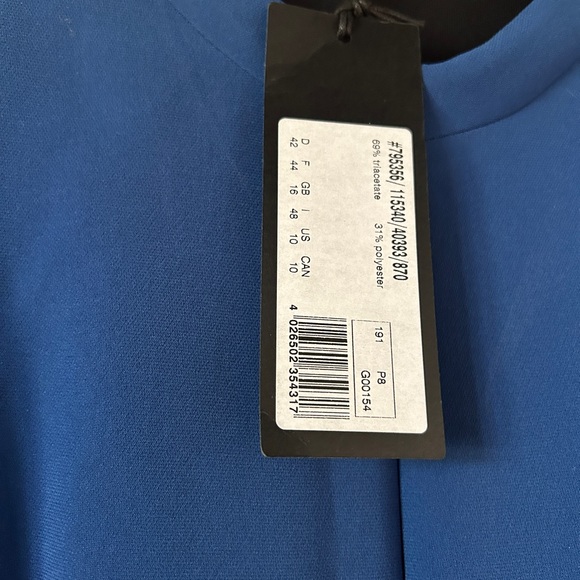 #795356/115340/40393/870
69% triacetate 31% polyester
D F GB I US CAN
42 44 16 48 10 10
191 P8
G00154
4 026502 354317